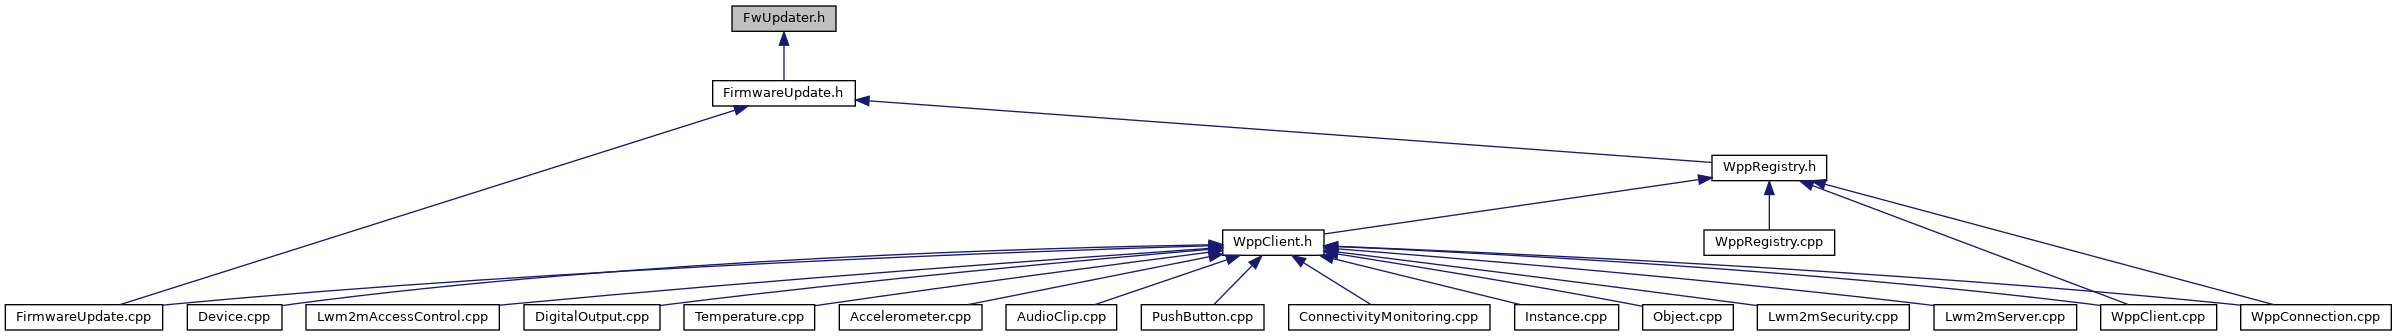 FwUpdater.h
FirmwareUpdate.h
WppRegistry.h
WppClient.h
WppRegistry.cpp
FirmwareUpdate.cpp
Device.cpp
Lwm2mAccessControl.cpp
DigitalOutput.cpp
Temperature.cpp
Accelerometer.cpp
AudioClip.cpp
PushButton.cpp
ConnectivityMonitoring.cpp
Instance.cpp
Object.cpp
Lwm2mSecurity.cpp
Lwm2mServer.cpp
WppClient.cpp
WppConnection.cpp